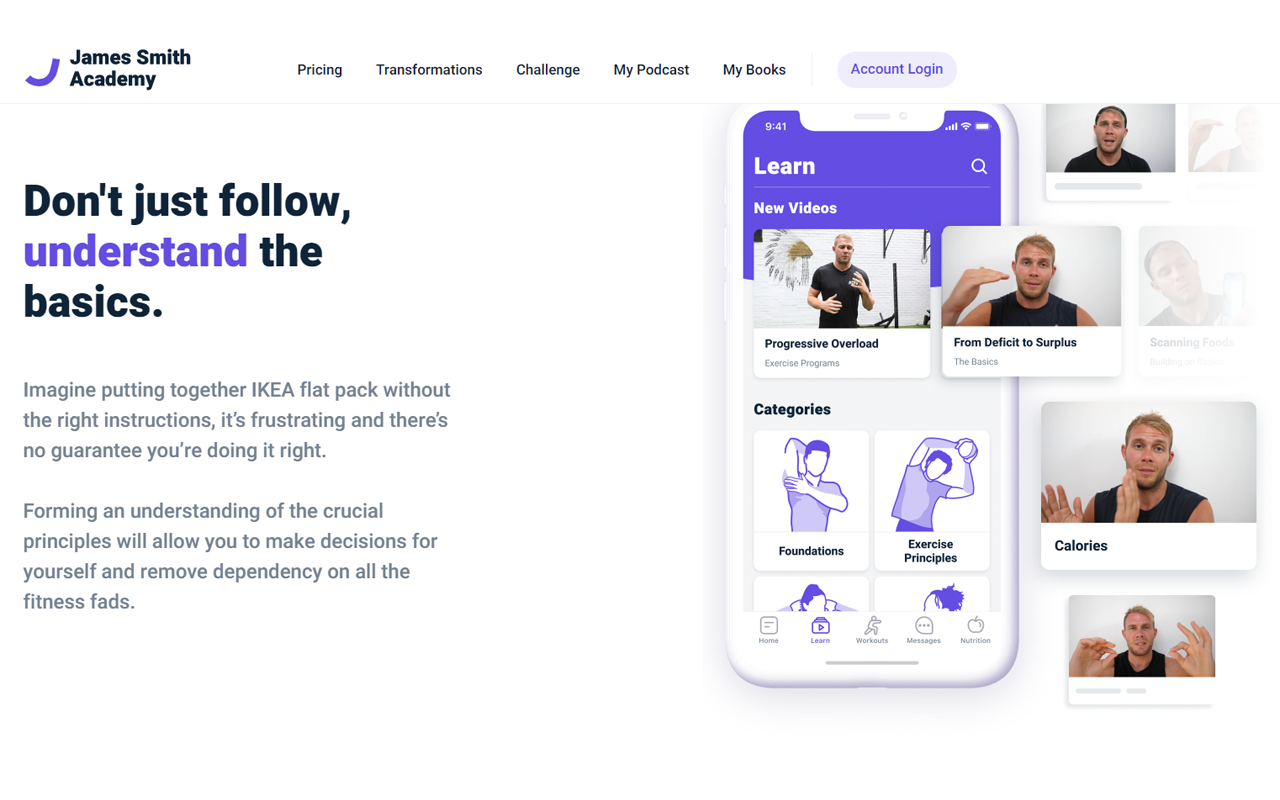 James Smith
Academy
Pricing
Transformations
Challenge
My Podcast
My Books
Account Login
Don't just follow,
understand the
basics.
Imagine putting together IKEA flat pack without
the right instructions, it’s frustrating and there’s
no guarantee you’re doing it right.
Forming an understanding of the crucial
principles will allow you to make decisions for
yourself and remove dependency on all the
fitness fads.
9:41
Learn
New Videos
Progressive Overload
Exercise Programs
From Deficit to Surplus
The Basics
Scanning Foods
Categories
Foundations
Exercise
Principles
Calories
Home
Learn
Workouts
Messages
Nutrition